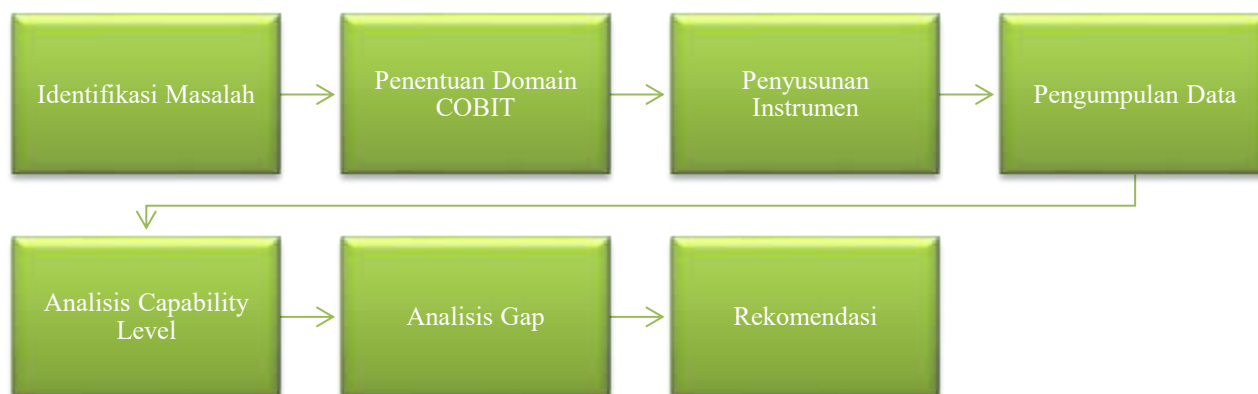 Identifikasi Masalah
Penentuan Domain
COBIT
Penyusunan
Instrumen
Pengumpulan Data
Analisis Capability
Level
Analisis Gap
Rekomendasi